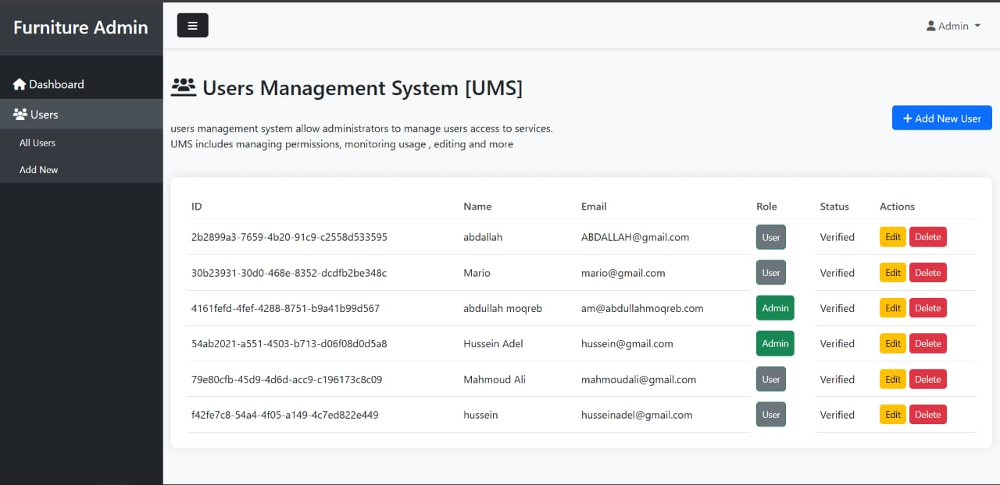 Furniture Admin
Admin
Dashboard
Users
All Users
Add New
Users Management System [UMS]
users management system allow administrators to manage users access to services.
UMS includes managing permissions, monitoring usage , editing and more
Add New User
ID Name Email Role Status Actions
2b2899a3-7659-4b20-91c9-c2558d533595 abdallah ABDALLAH@gmail.com User Verified Edit Delete
30b23931-30d0-468e-8352-dcdfb2be348c Mario mario@gmail.com User Verified Edit Delete
4161fefd-4fef-4288-8751-b9a41b99d567 abdullah moqreb am@abdullahmoqreb.com Admin Verified Edit Delete
54ab2021-a551-4503-b713-d06f08d0d5a8 Hussein Adel hussein@gmail.com Admin Verified Edit Delete
79e80cfb-45d9-4d6d-acc9-c196173c8c09 Mahmoud Ali mahmoudali@gmail.com User Verified Edit Delete
f42fe7c8-54a4-4f05-a149-4c7ed822e449 hussein husseinadel@gmail.com User Verified Edit Delete